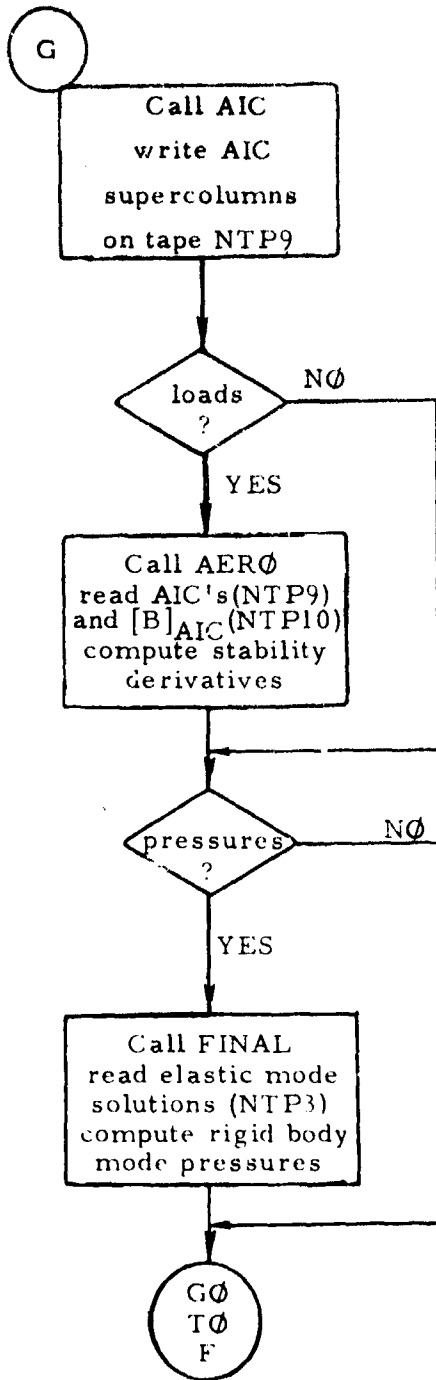 G
Call AIC
write AIC
supercolumns
on tape NTP9
loads
?
NØ
YES
Call AERØ
read AIC's(NTP9)
and [B]AIC(NTP10)
compute stability
derivatives
pressures
?
NØ
YES
Call FINAL
read elastic mode
solutions (NTP3)
compute rigid body
mode pressures
GØ
TØ
F